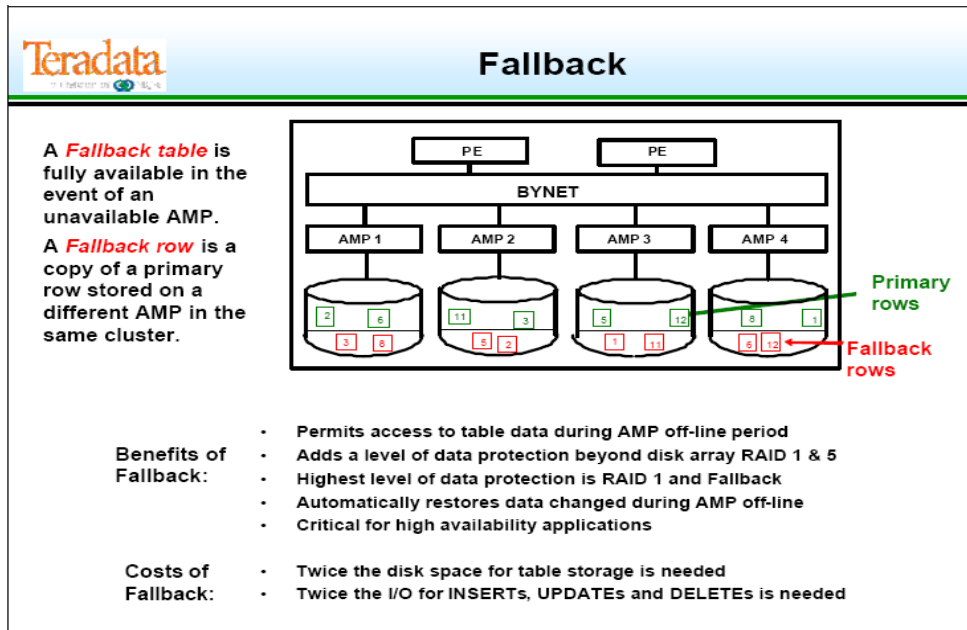 Teradata
Fallback
A Fallback table is
fully available in the
event of an
unavailable AMP.
A Fallback row is a
copy of a primary
row stored on a
different AMP in the
same cluster.
PE
PE
BYNET
AMP 1
AMP 2
AMP 3
AMP 4
2
6
11
3
5
12
8
1
3
8
5
2
1
11
6
12
Primary
rows
Fallback
rows
Benefits of
Fallback:
· Permits access to table data during AMP off-line period
· Adds a level of data protection beyond disk array RAID 1 & 5
· Highest level of data protection is RAID 1 and Fallback
· Automatically restores data changed during AMP off-line
· Critical for high availability applications
Costs of
Fallback:
· Twice the disk space for table storage is needed
· Twice the I/O for INSERTs, UPDATEs and DELETEs is needed